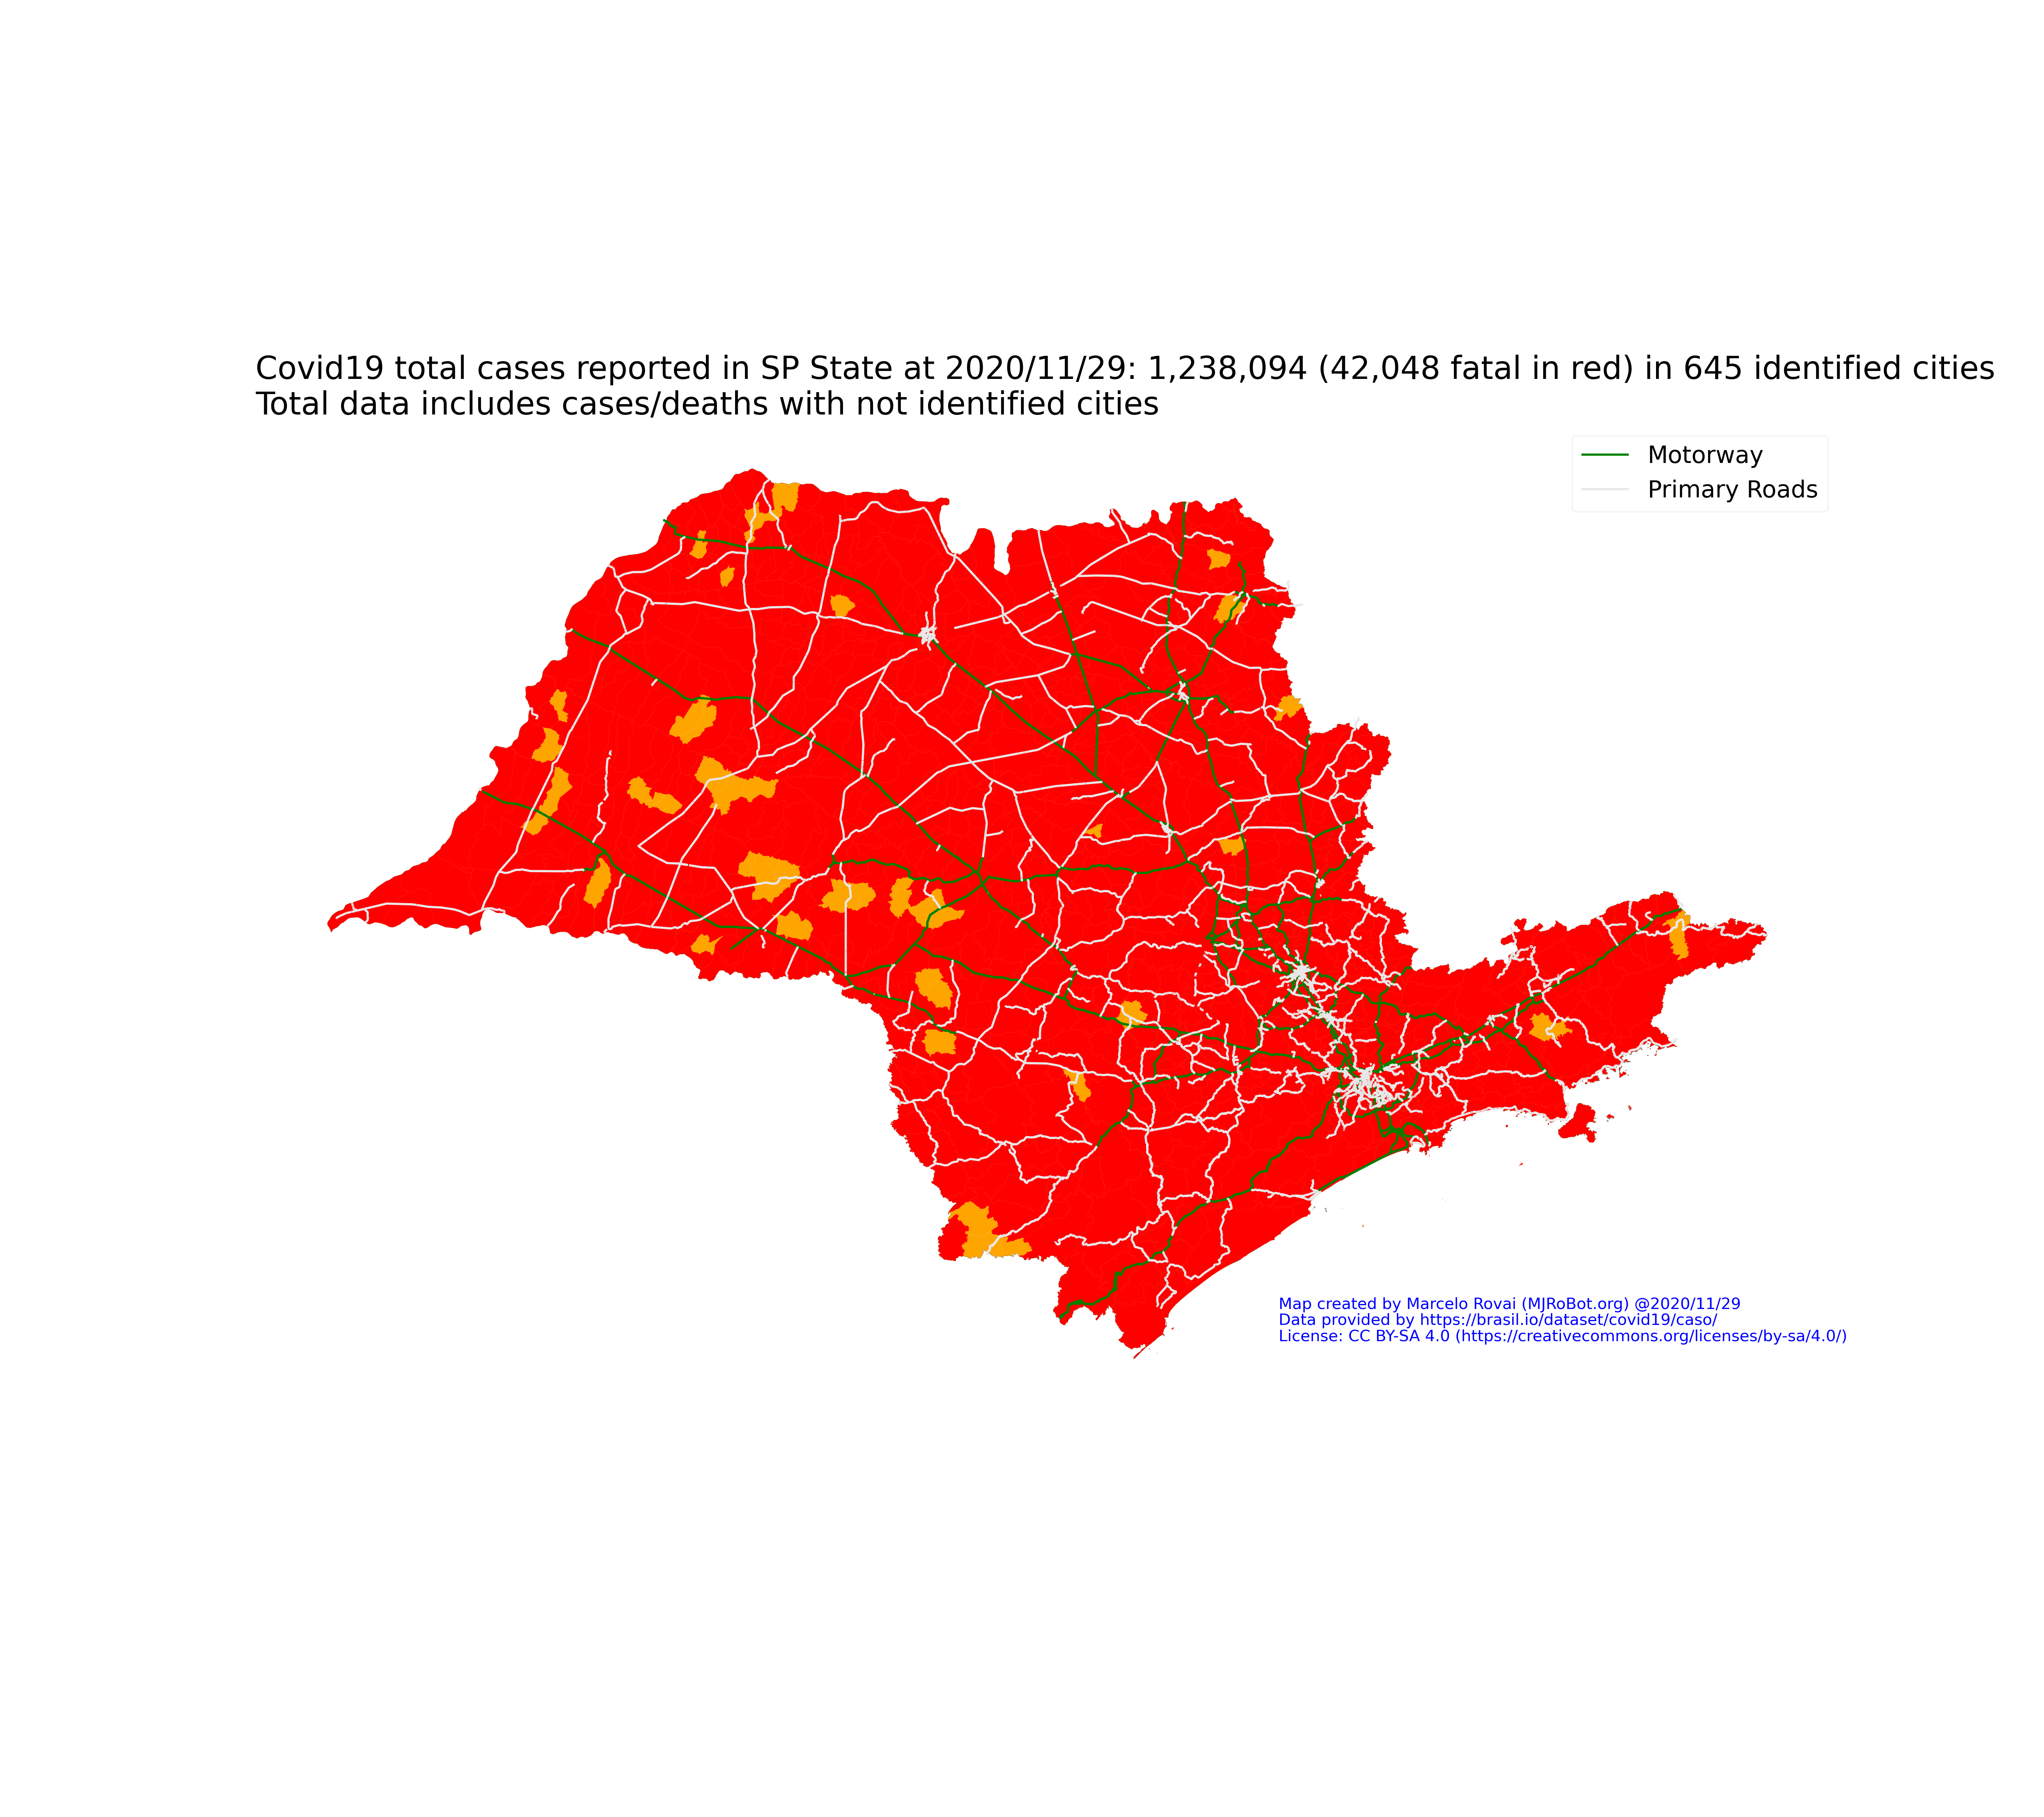 Covid19 total cases reported in SP State at 2020/11/29: 1,238,094 (42,048 fatal in red) in 645 identified cities
Total data includes cases/deaths with not identified cities
Motorway
Primary Roads
Map created by Marcelo Rovai (MJRoBot.org) @2020/11/29
Data provided by https://brasil.io/dataset/covid19/caso/
License: CC BY-SA 4.0 (https://creativecommons.org/licenses/by-sa/4.0/)